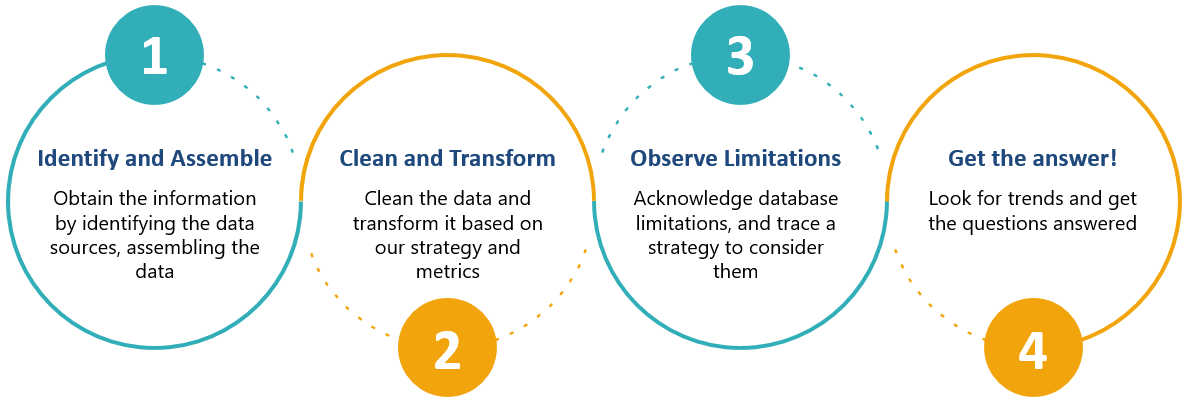 1
Identify and Assemble
Obtain the information
by identifying the data
sources, assembling the
data
Clean and Transform
Clean the data and
transform it based on
our strategy and
metrics
2
3
Observe Limitations
Acknowledge database
limitations, and trace a
strategy to consider
them
Get the answer!
Look for trends and get
the questions answered
4